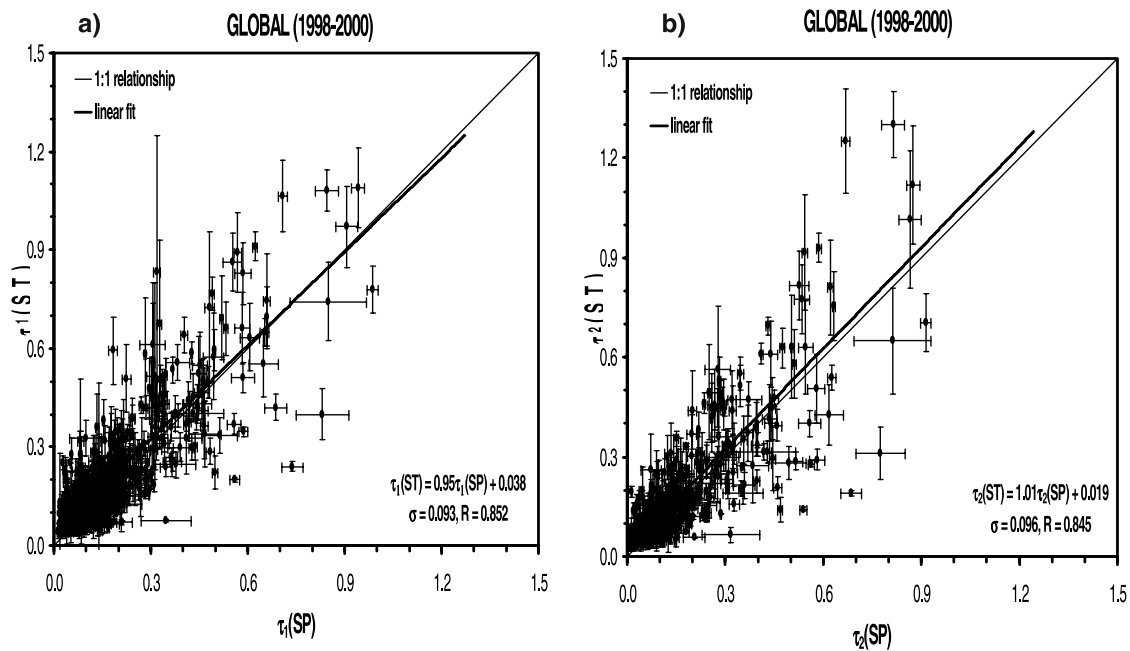 a)
GLOBAL (1998-2000)
1.5
1.2
0.9
0.6
0.3
0.0
τ1(ST)
1:1 relationship
linear fit
τ1(ST) = 0.95τ1(SP) + 0.038
σ = 0.093, R = 0.852
0.0 0.3 0.6 0.9 1.2 1.5
τ1(SP)
b)
GLOBAL (1998-2000)
1.5
1.2
0.9
0.6
0.3
0.0
τ2(ST)
1:1 relationship
linear fit
τ2(ST) = 1.01τ2(SP) + 0.019
σ = 0.096, R = 0.845
0.0 0.3 0.6 0.9 1.2 1.5
τ2(SP)